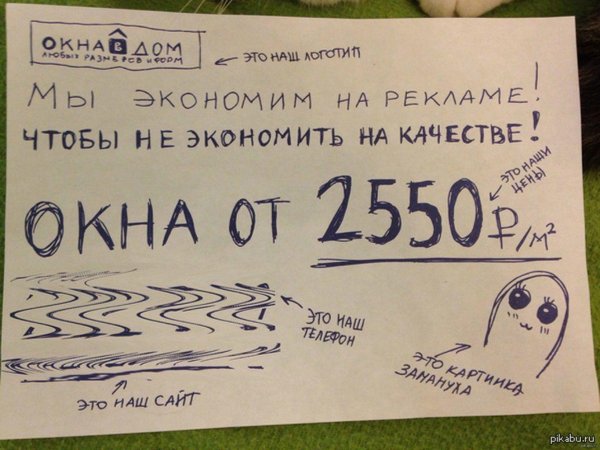 ОКНА В ДОМ
ЛЮБЫХ РАЗМЕРОВ И ФОРМ
ЭТО НАШ ЛОГОТИП
МЫ ЭКОНОМИМ НА РЕКЛАМЕ!
ЧТОБЫ НЕ ЭКОНОМИТЬ НА КАЧЕСТВЕ!
ЭТО НАШИ
ЦЕНЫ
ОКНА ОТ 2550 ₽/М²
ЭТО НАШ
ТЕЛЕФОН
ЭТО КАРТИНКА
ЗАМАНУХА
ЭТО НАШ САЙТ
pikabu.ru